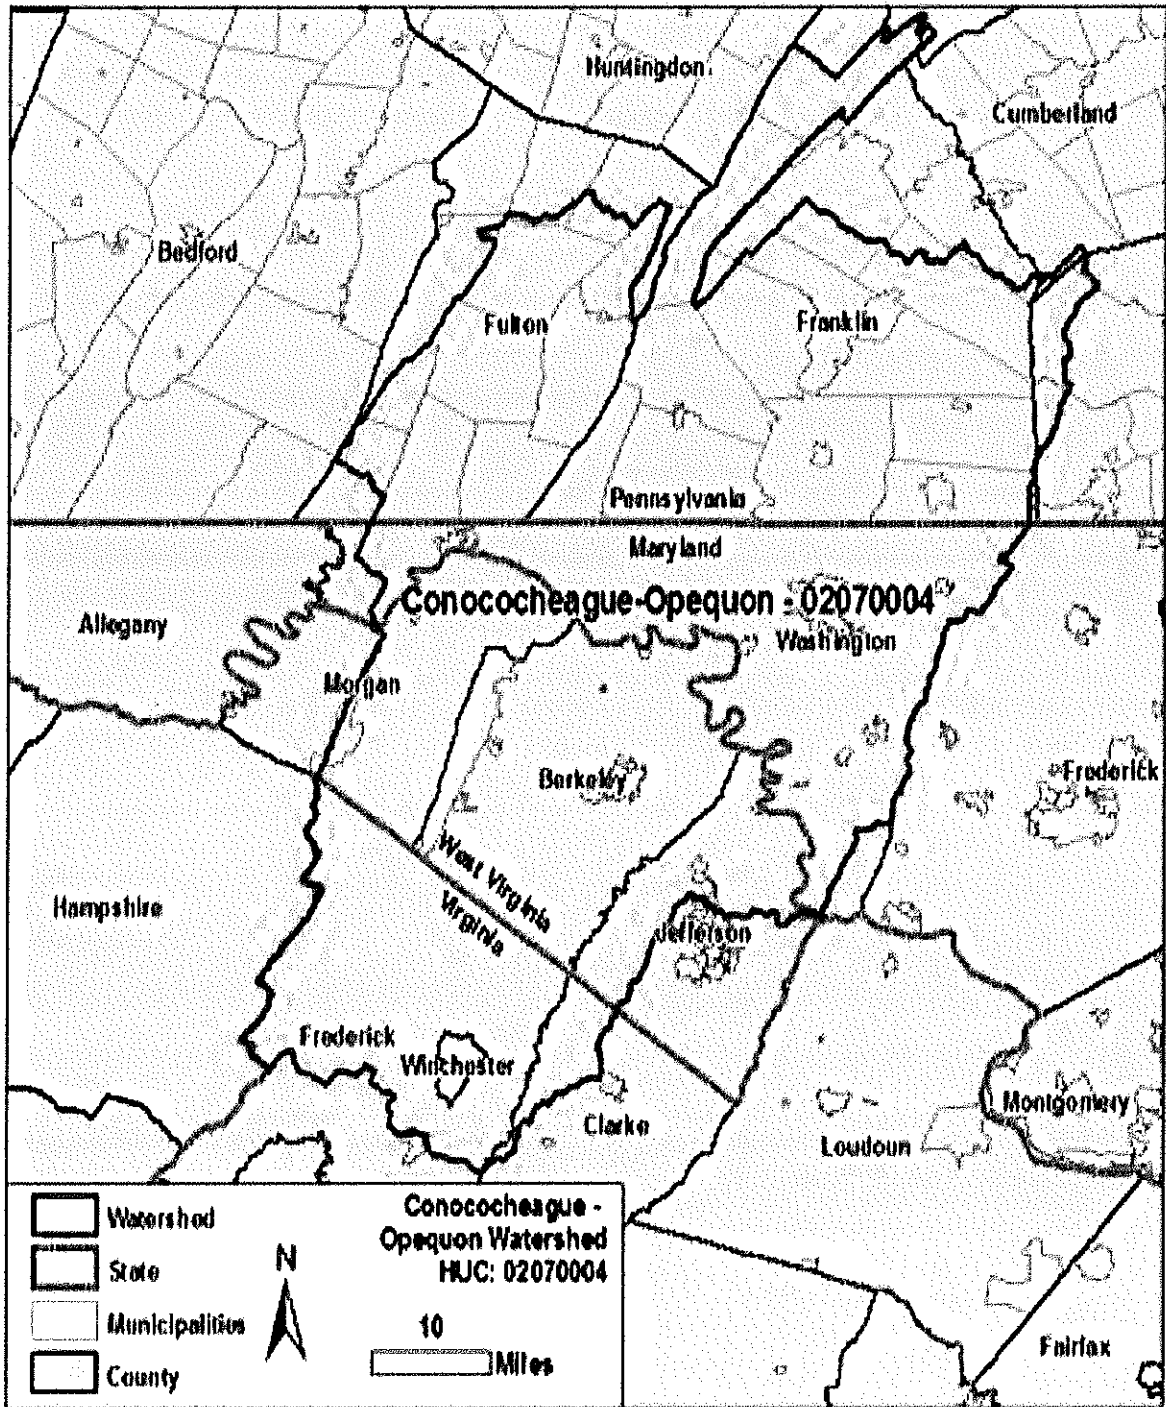 Huntingdon
Cumberland
Bedford
Fulton
Franklin
Pennsylvania
Maryland
Conococheague-Opequon - 02070004
Allegany
Washington
Morgan
Berkeley
Frederick
West Virginia
Virginia
Hampshire
Jefferson
Frederick
Winchester
Clarke
Montgomery
Loudoun
Fairfax
Watershed
State
Municipalities
County
N
Conococheague -
Opequon Watershed
HUC: 02070004
10
Miles